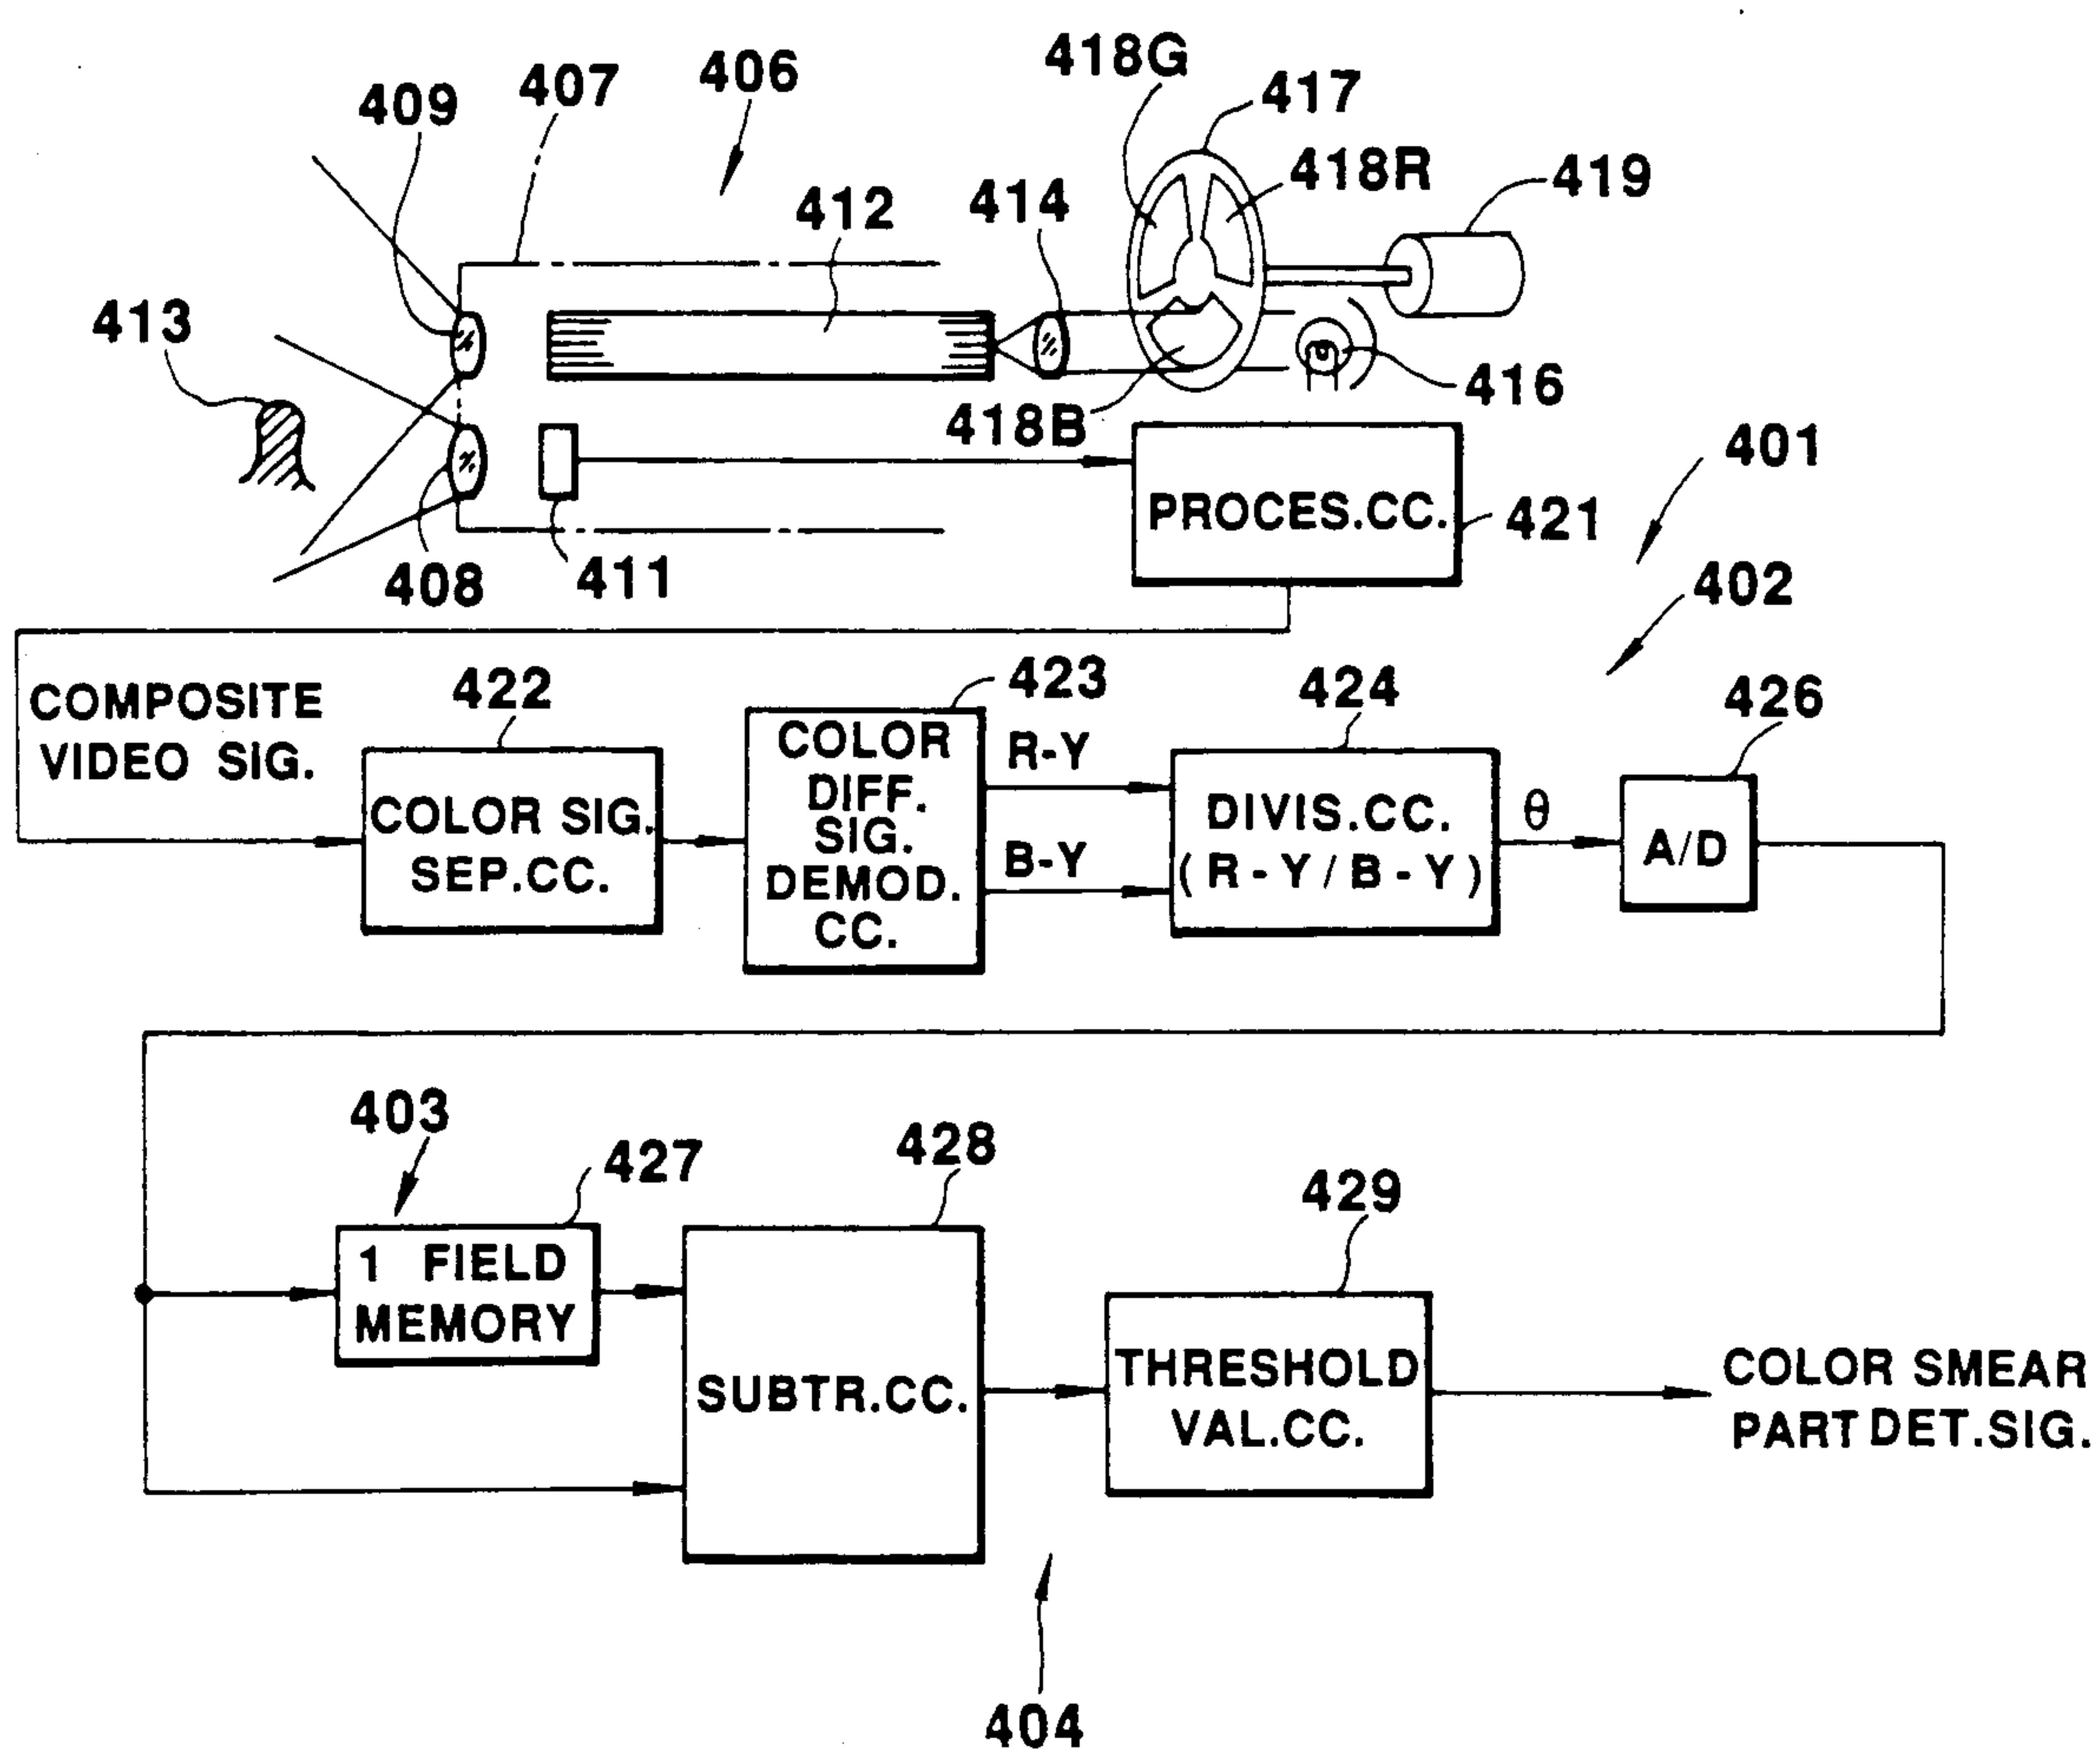 418G
406
407
417
409
418R
419
414
412
413
416
418B
401
PROCES.CC.
421
408
411
402
423
422
424
426
COMPOSITE
VIDEO SIG.
COLOR
DIFF.
SIG.
DEMOD.
CC.
R-Y
B-Y
COLOR SIG.
SEP.CC.
DIVIS.CC.
(R-Y/B-Y)
θ
A/D
403
427
428
429
1 FIELD
MEMORY
SUBTR.CC.
THRESHOLD
VAL.CC.
COLOR SMEAR
PART DET.SIG.
404